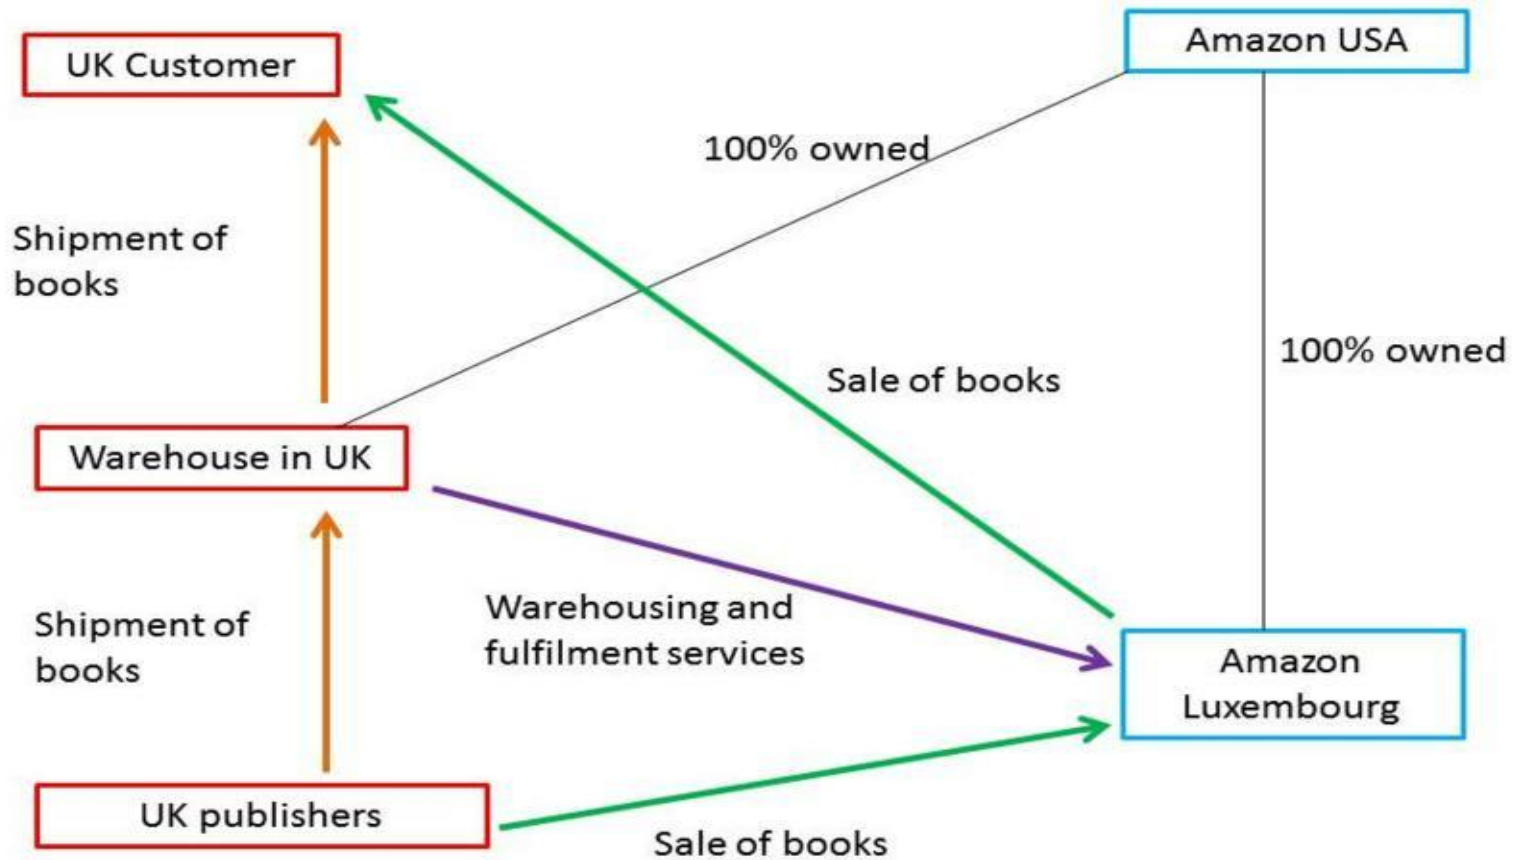 UK Customer
Amazon USA
100% owned
Shipment of
books
100% owned
Sale of books
Warehouse in UK
Warehousing and
fulfilment services
Shipment of
books
Amazon
Luxembourg
UK publishers
Sale of books